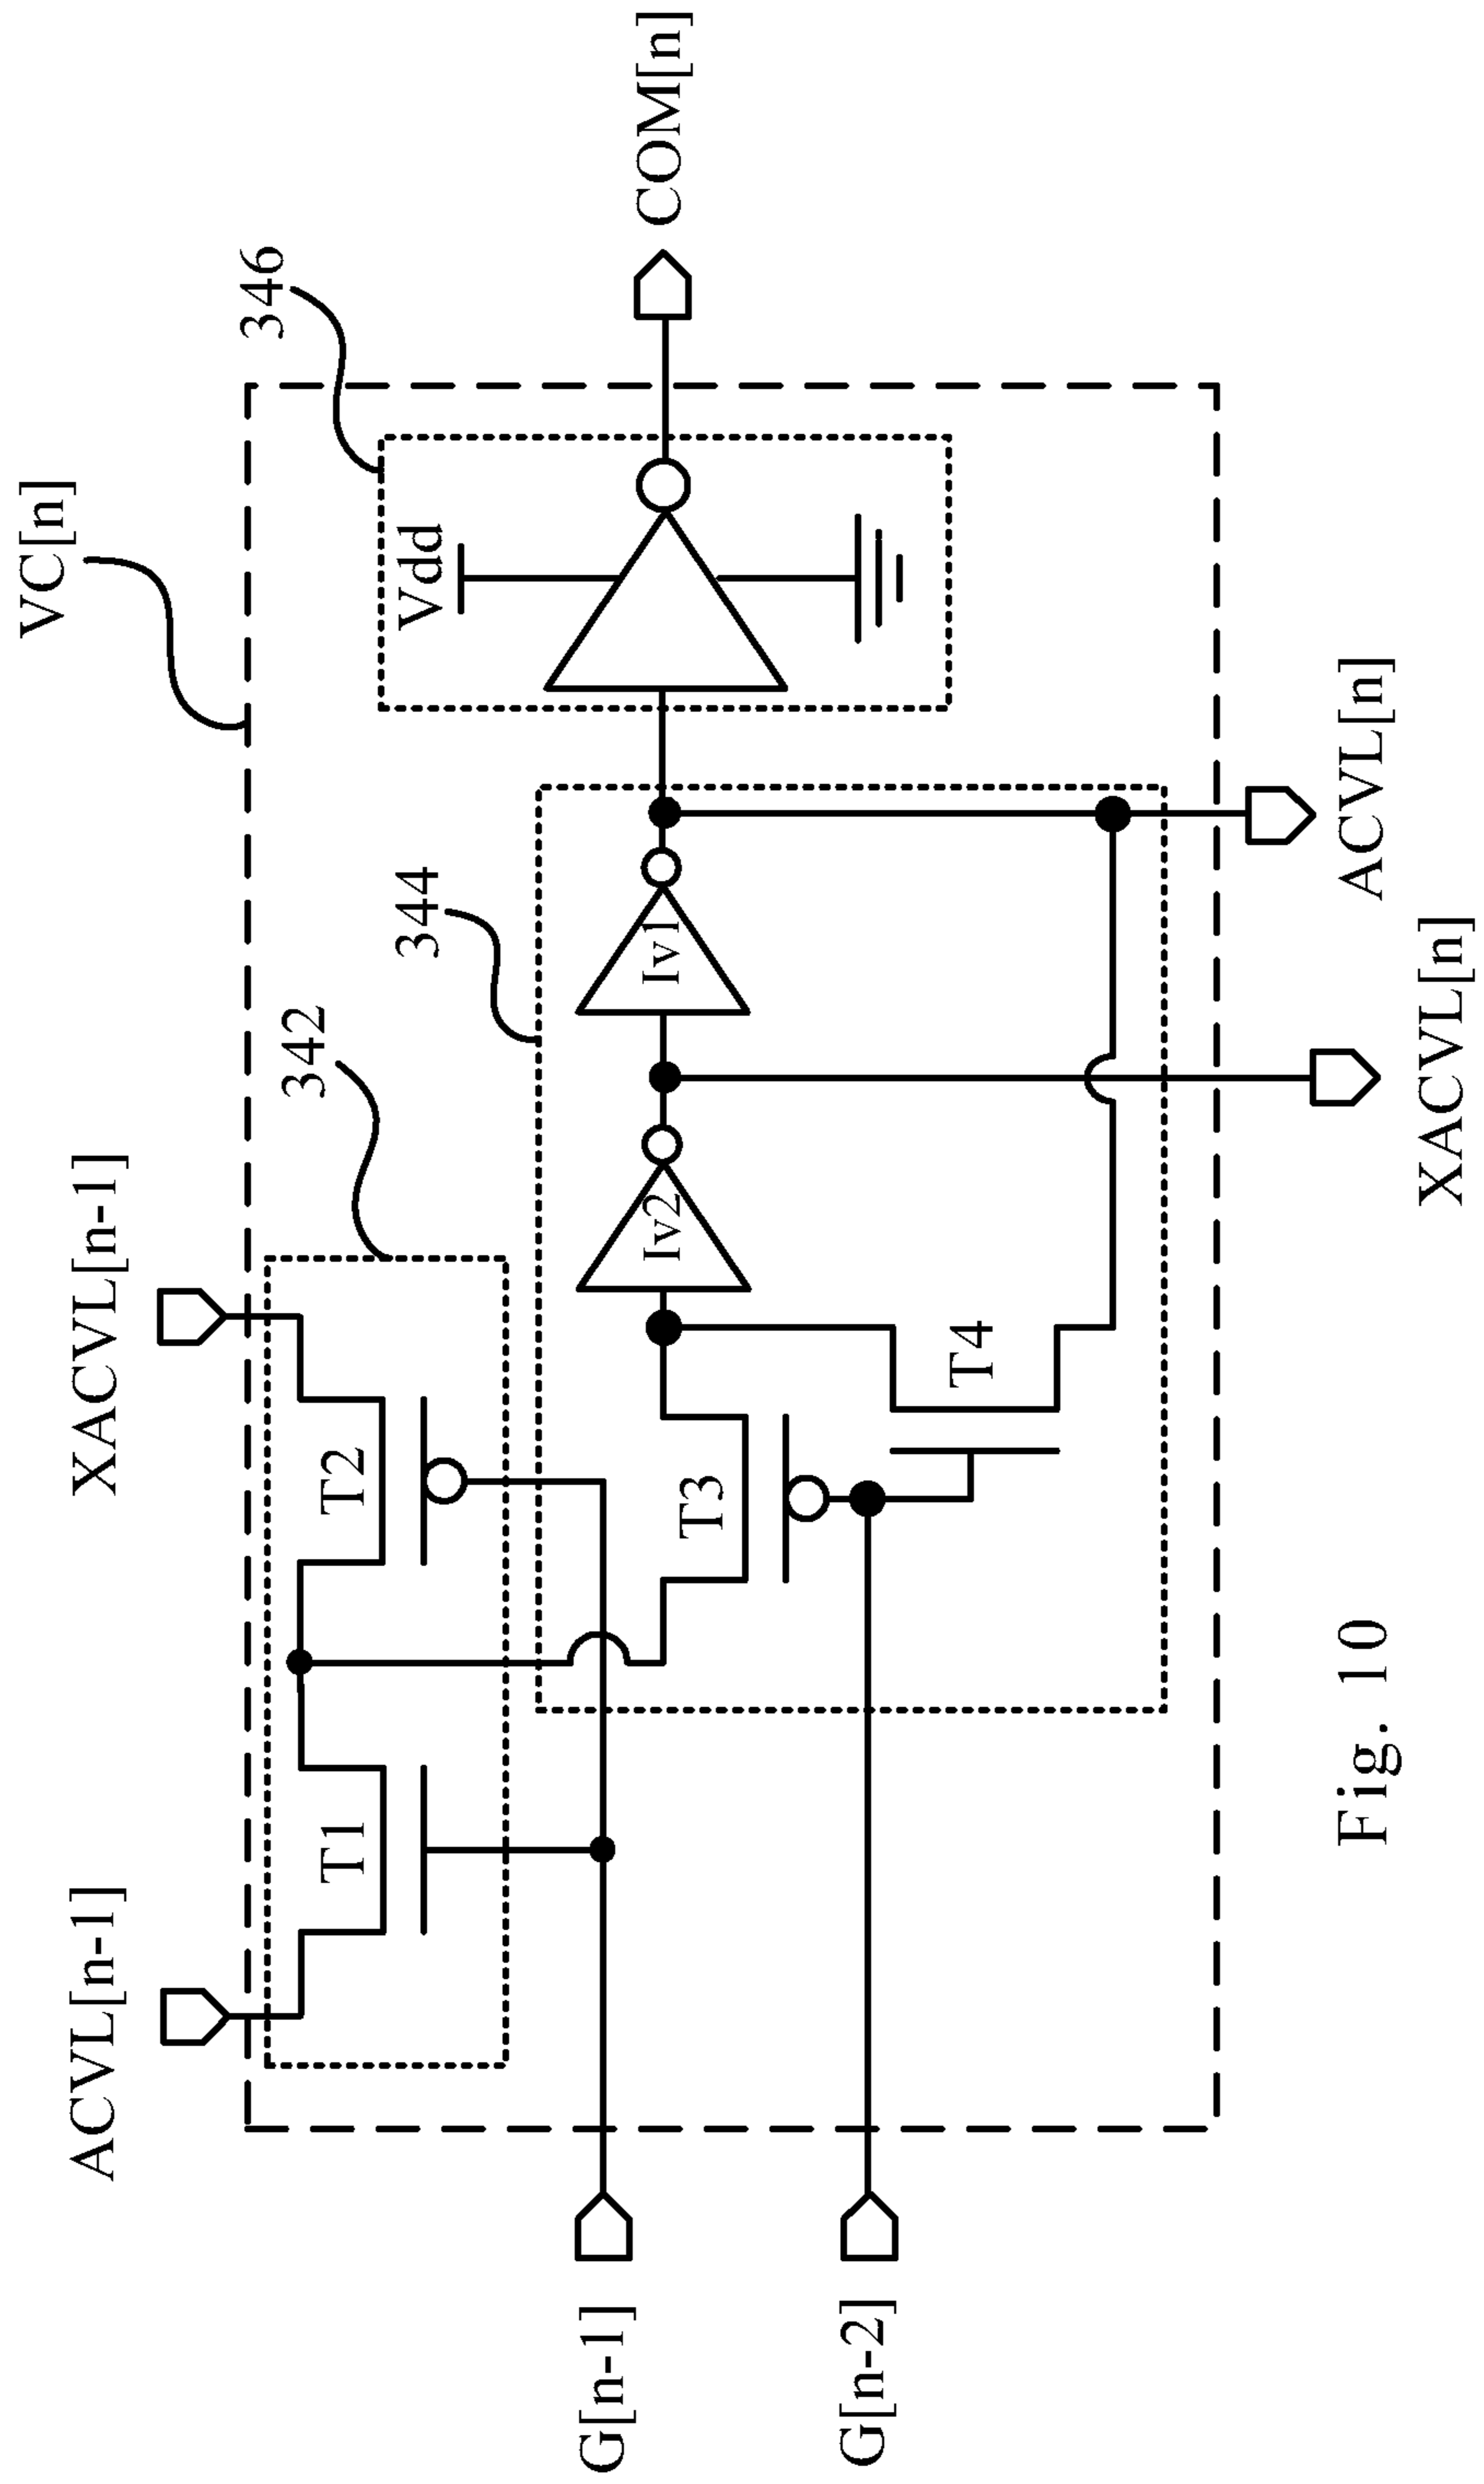 VC[n]
346
344
342
XACVL[n-1]
ACVL[n-1]
Vdd
COM[n]
T1
T2
T3
T4
Iv2
Iv1
G[n-1]
G[n-2]
XACVL[n]
ACVL[n]
Fig. 10